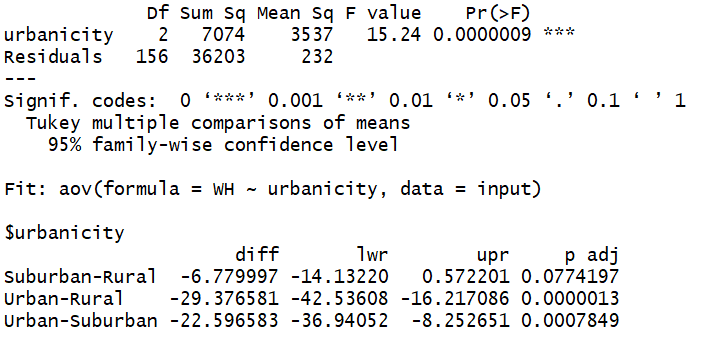 Df Sum Sq Mean Sq F value Pr(>F)
urbanicity 2 7074 3537 15.24 0.0000009 ***
Residuals 156 36203 232
---
Signif. codes: 0 ‘***’ 0.001 ‘**’ 0.01 ‘*’ 0.05 ‘.’ 0.1 ‘ ’ 1
Tukey multiple comparisons of means
95% family-wise confidence level
Fit: aov(formula = WH ~ urbanicity, data = input)
$urbanicity
diff lwr upr p adj
Suburban-Rural -6.779997 -14.13220 0.572201 0.0774197
Urban-Rural -29.376581 -42.53608 -16.217086 0.0000013
Urban-Suburban -22.596583 -36.94052 -8.252651 0.0007849